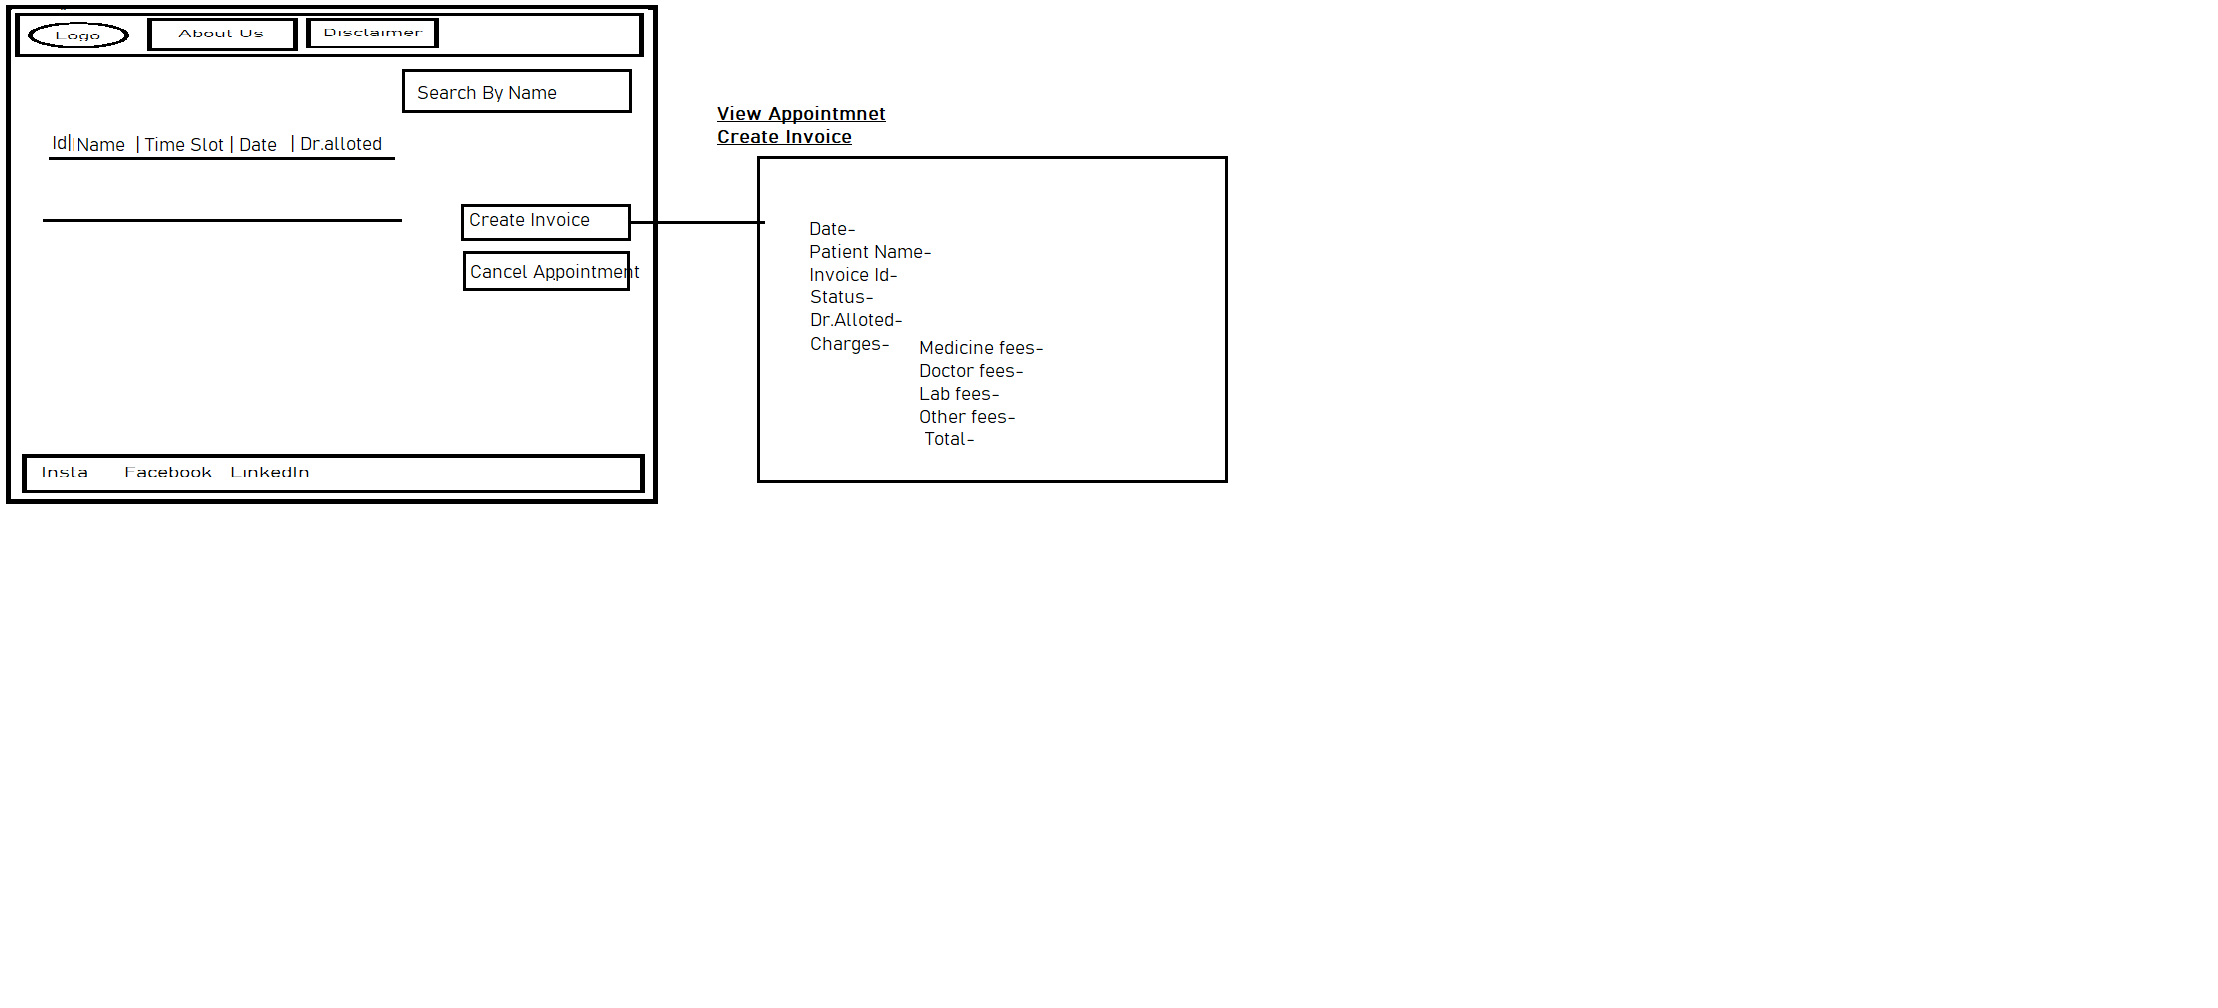 Logo About Us Disclaimer
Search By Name
Id| Name | Time Slot | Date | Dr.alloted
Create Invoice
Cancel Appointment
Insta Facebook LinkedIn
View Appointmnet
Create Invoice
Date-
Patient Name-
Invoice Id-
Status-
Dr.Alloted-
Charges- Medicine fees-
Doctor fees-
Lab fees-
Other fees-
Total-